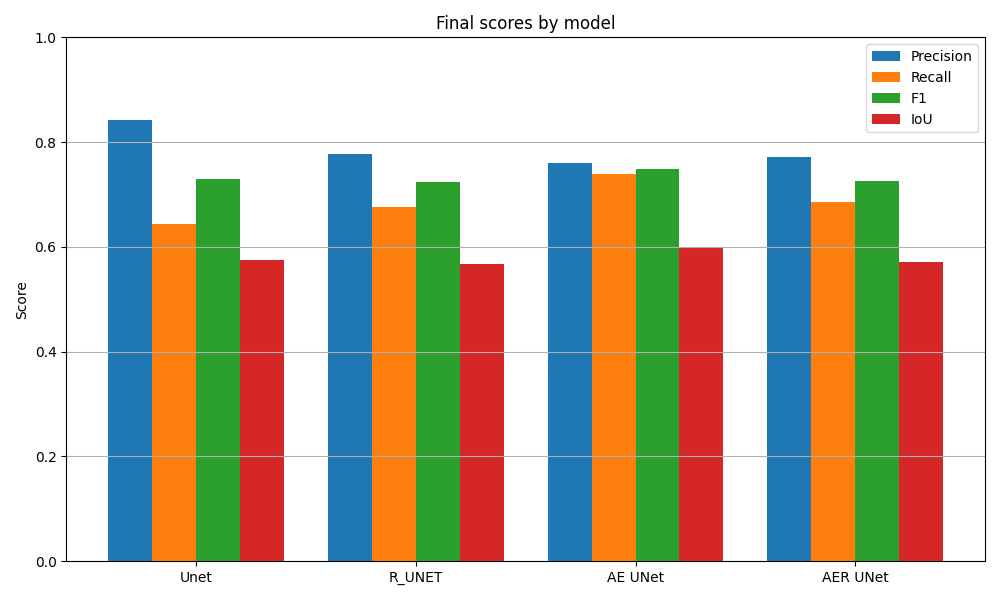 Final scores by model
Score
1.0
0.8
0.6
0.4
0.2
0.0
Precision
Recall
F1
IoU
Unet
R_UNET
AE UNet
AER UNet